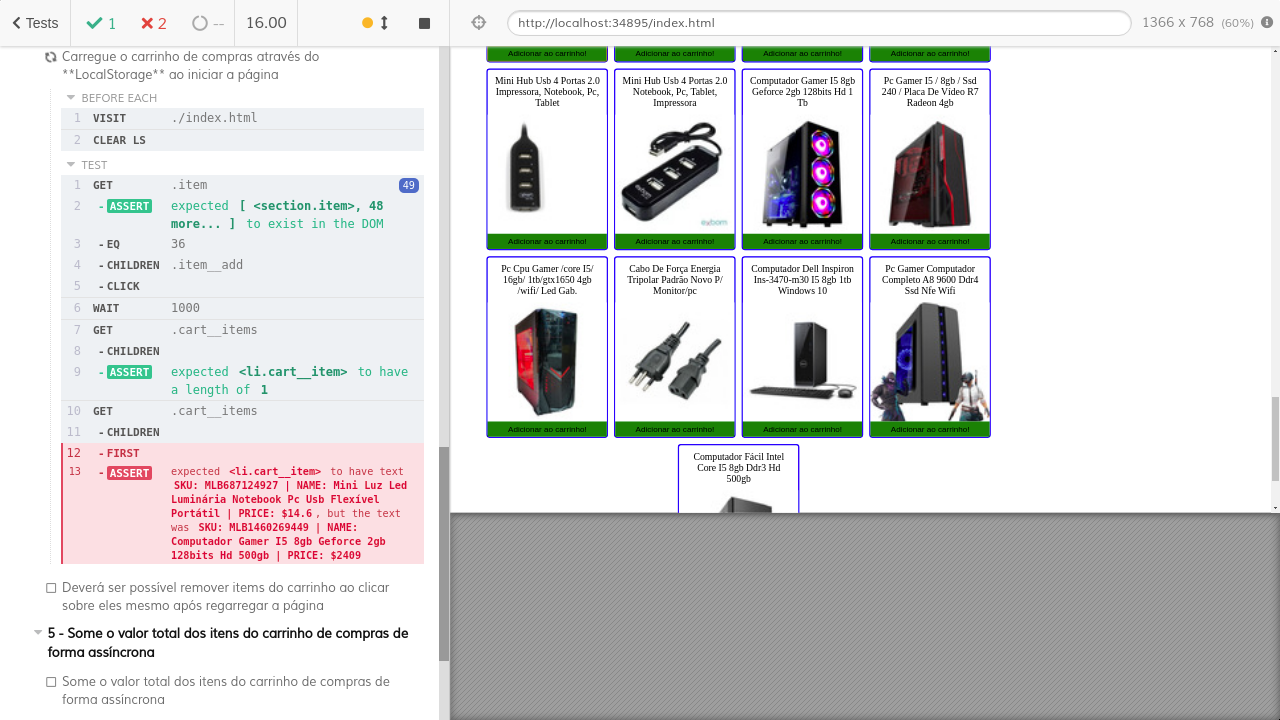 Tests
1
2
--
16.00
http://localhost:34895/index.html
1366 x 768 (60%)
Carregue o carrinho de compras através do
**LocalStorage** ao iniciar a página
BEFORE EACH
1 VISIT ./index.html
2 CLEAR LS
TEST
1 GET .item 49
2 - ASSERT expected [ <section.item>, 48
more... ] to exist in the DOM
3 - EQ 36
4 - CHILDREN .item__add
5 - CLICK
6 WAIT 1000
7 GET .cart__items
8 - CHILDREN
9 - ASSERT expected <li.cart__item> to have
a length of 1
10 GET .cart__items
11 - CHILDREN
12 - FIRST
13 - ASSERT expected <li.cart__item> to have text
SKU: MLB687124927 | NAME: Mini Luz Led
Luminária Notebook Pc Usb Flexível
Portátil | PRICE: $14.6 , but the text
was SKU: MLB1460269449 | NAME:
Computador Gamer I5 8gb Geforce 2gb
128bits Hd 500gb | PRICE: $2409
Deverá ser possível remover items do carrinho ao clicar
sobre eles mesmo após regarregar a página
5 - Some o valor total dos itens do carrinho de compras de
forma assíncrona
Some o valor total dos itens do carrinho de compras de
forma assíncrona
Adicionar ao carrinho!
Adicionar ao carrinho!
Adicionar ao carrinho!
Adicionar ao carrinho!
Mini Hub Usb 4 Portas 2.0
Impressora, Notebook, Pc,
Tablet
Adicionar ao carrinho!
Mini Hub Usb 4 Portas 2.0
Notebook, Pc, Tablet,
Impressora
exbom
Adicionar ao carrinho!
Computador Gamer I5 8gb
Geforce 2gb 128bits Hd 1
Tb
Adicionar ao carrinho!
Pc Gamer I5 / 8gb / Ssd
240 / Placa De Vídeo R7
Radeon 4gb
Adicionar ao carrinho!
Pc Cpu Gamer /core I5/
16gb/ 1tb/gtx1650 4gb
/wifi/ Led Gab.
Adicionar ao carrinho!
Cabo De Força Energia
Tripolar Padrão Novo P/
Monitor/pc
Adicionar ao carrinho!
Computador Dell Inspiron
Ins-3470-m30 I5 8gb 1tb
Windows 10
Adicionar ao carrinho!
Pc Gamer Computador
Completo A8 9600 Ddr4
Ssd Nfe Wifi
Adicionar ao carrinho!
Computador Fácil Intel
Core I5 8gb Ddr3 Hd
500gb